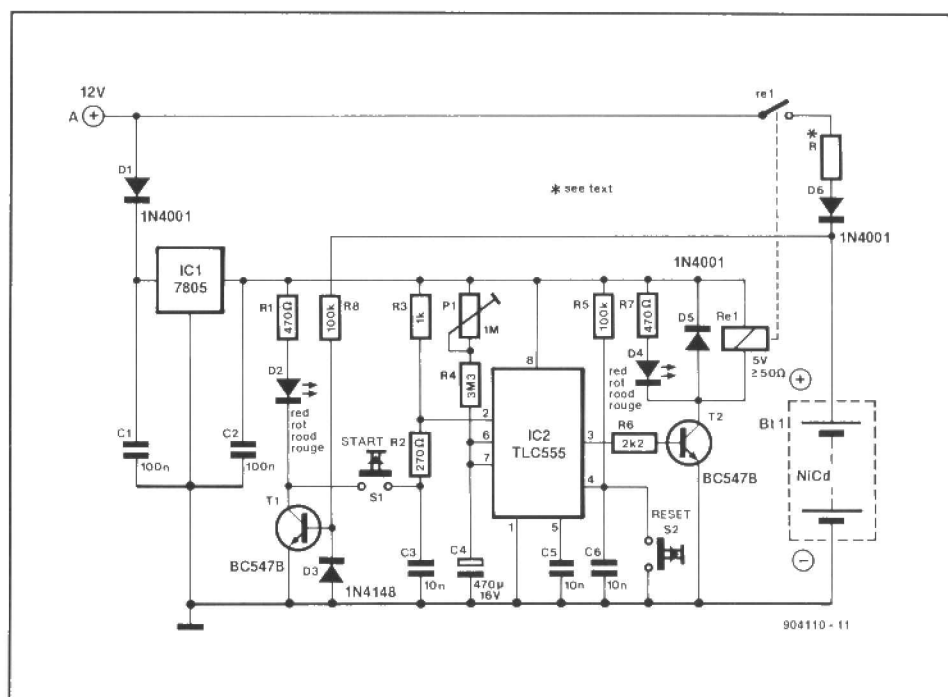 12V
A
re1
*
R
D1
* see text
D6
1N4001
1N4001
IC1
7805
1N4001
R1
470Ω
R8
100k
R3
1k
P1
1M
R5
100k
R7
470Ω
D5
Re1
5V
≥50Ω
8
D2
red
rot
rood
rouge
R4
3M3
D4
red
rot
rood
rouge
T2
Bt1
C1
100n
C2
100n
START
S1
R2
270Ω
2
6
7
IC2
TLC555
3
R6
2k2
BC547B
NiCd
4
T1
BC547B
D3
1N4148
C3
10n
C4
470µ
16V
1
5
C5
10n
C6
10n
RESET
S2
904110 - 11